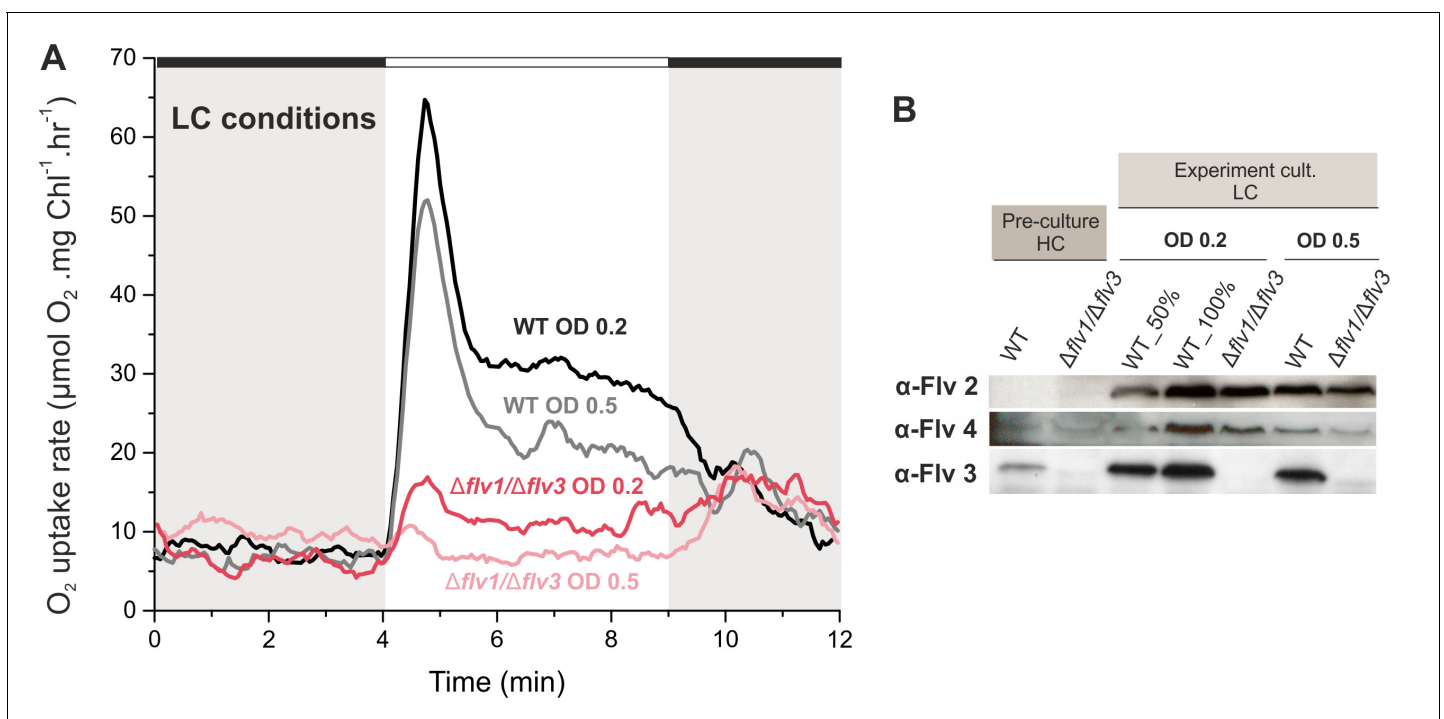 A
LC conditions
O₂ uptake rate (μmol O₂ .mg Chl⁻¹.hr⁻¹)
70
60
50
40
30
20
10
0
WT OD 0.2
WT OD 0.5
Δflv1/Δflv3 OD 0.2
Δflv1/Δflv3 OD 0.5
0 2 4 6 8 10 12
Time (min)
B
Experiment cult.
LC
Pre-culture
HC
OD 0.2 OD 0.5
WT Δflv1/Δflv3 WT_50% WT_100% Δflv1/Δflv3 WT Δflv1/Δflv3
α-Flv 2
α-Flv 4
α-Flv 3